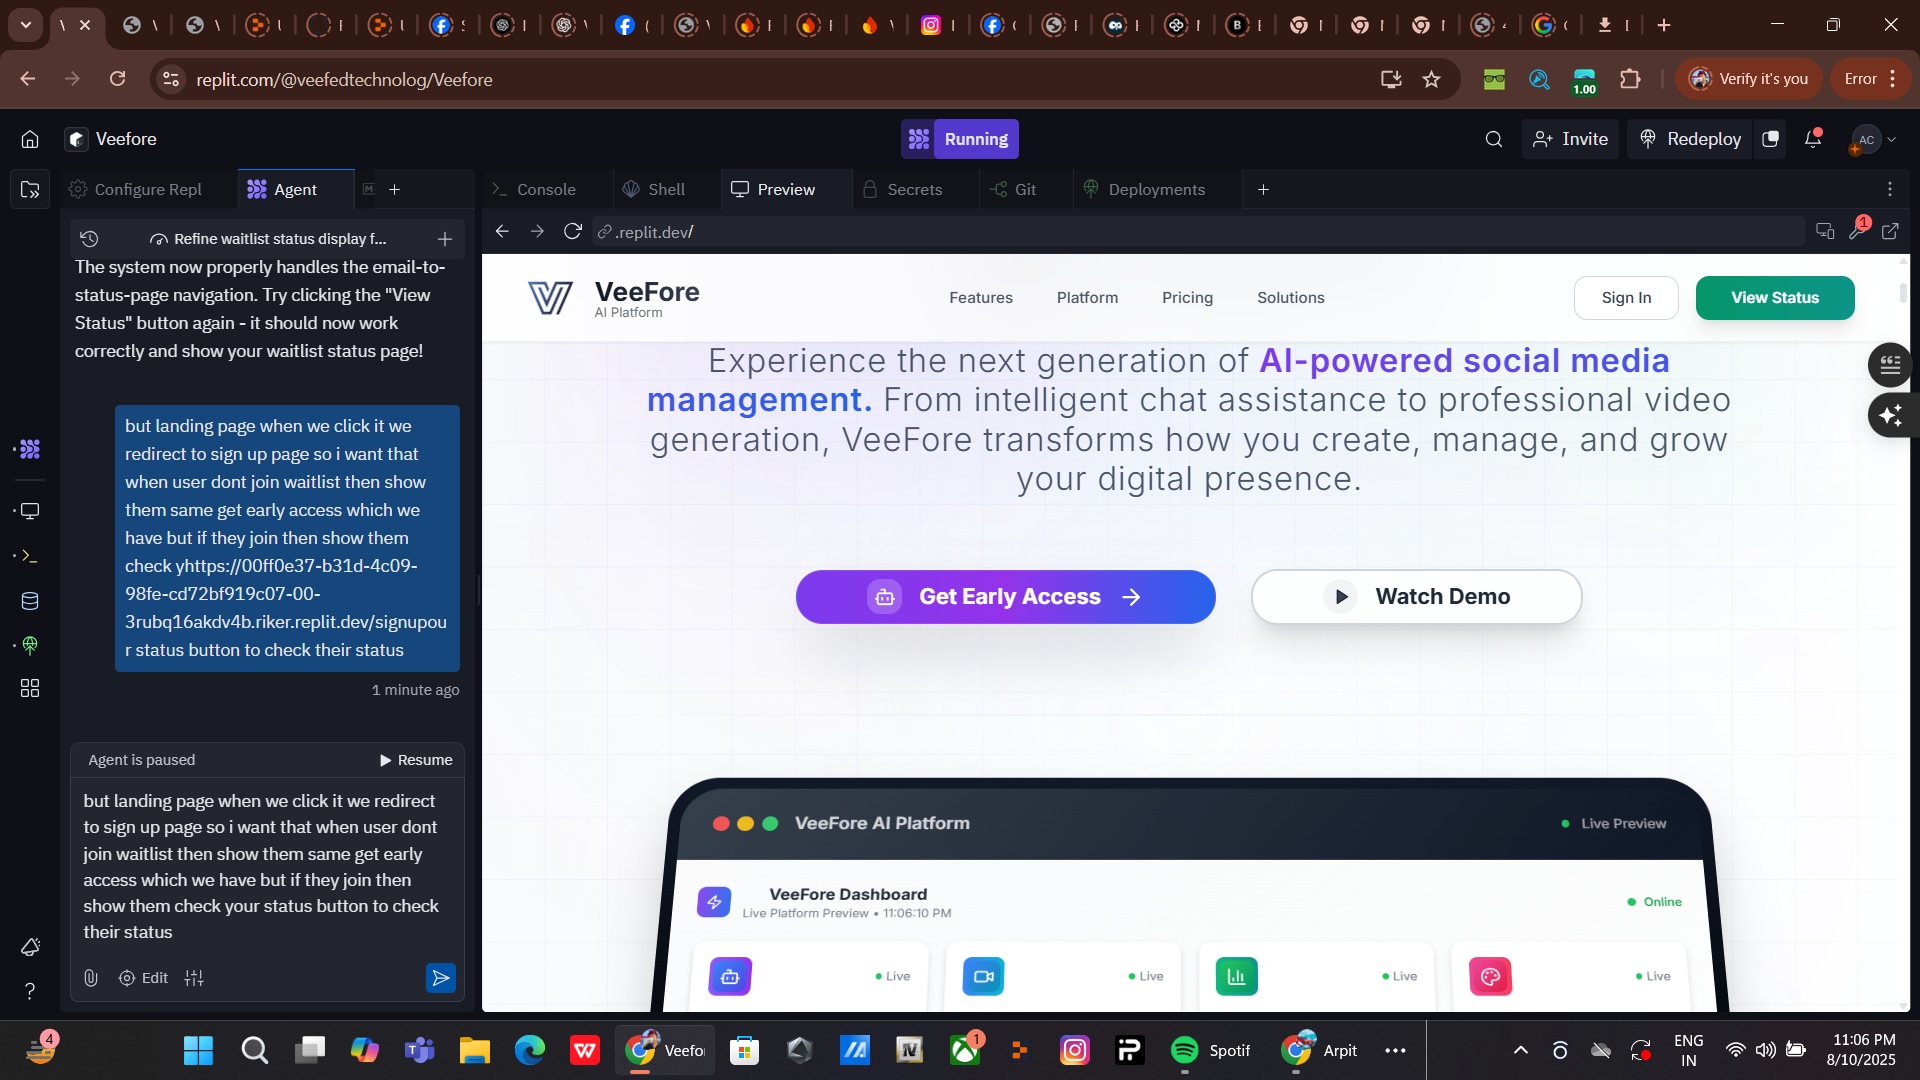 replit.com/@veefedtechnolog/Veefore
1.00
Verify it's you
Error
Veefore
Running
Invite
Redeploy
AC
Configure Repl
Agent
Console
Shell
Preview
Secrets
Git
Deployments
Refine waitlist status display f...
.replit.dev/
1
The system now properly handles the email-to-
status-page navigation. Try clicking the "View
Status" button again - it should now work
correctly and show your waitlist status page!
but landing page when we click it we
redirect to sign up page so i want that
when user dont join waitlist then show
them same get early access which we
have but if they join then show them
check yhttps://00ff0e37-b31d-4c09-
98fe-cd72bf919c07-00-
3rubq16akdv4b.riker.replit.dev/signupou
r status button to check their status
1 minute ago
Agent is paused
Resume
but landing page when we click it we redirect
to sign up page so i want that when user dont
join waitlist then show them same get early
access which we have but if they join then
show them check your status button to check
their status
Edit
VeeFore
AI Platform
Features
Platform
Pricing
Solutions
Sign In
View Status
Experience the next generation of AI-powered social media
management. From intelligent chat assistance to professional video
generation, VeeFore transforms how you create, manage, and grow
your digital presence.
Get Early Access
Watch Demo
VeeFore AI Platform
Live Preview
VeeFore Dashboard
Live Platform Preview • 11:06:10 PM
Online
Live
Live
Live
Live
4
Veefo
1
Spotif
Arpit
ENG
IN
11:06 PM
8/10/2025